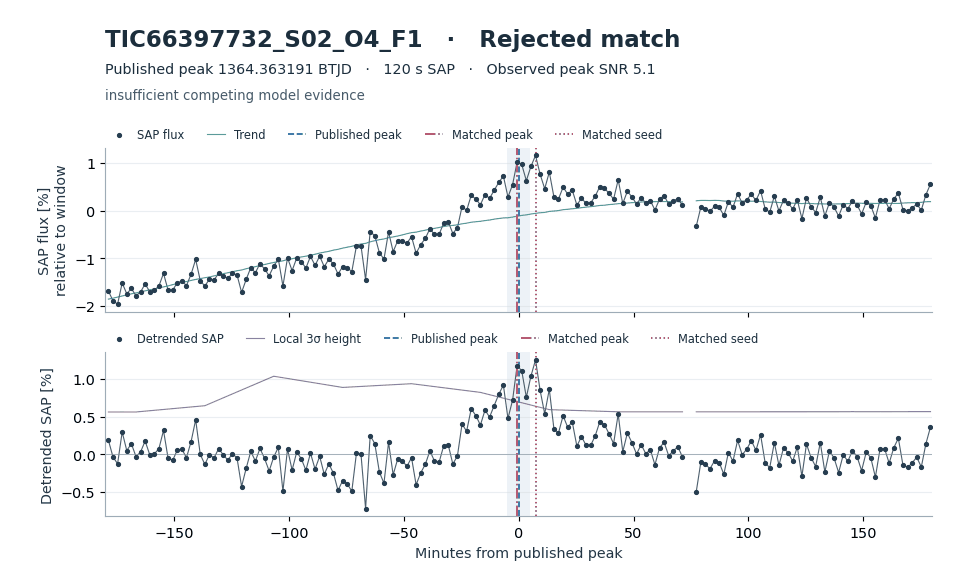 TIC66397732_S02_O4_F1 · Rejected match
Published peak 1364.363191 BTJD · 120 s SAP · Observed peak SNR 5.1
insufficient competing model evidence
SAP flux Trend Published peak Matched peak Matched seed
SAP flux [%]
relative to window
1
0
−1
−2
Detrended SAP Local 3σ height Published peak Matched peak Matched seed
Detrended SAP [%]
1.0
0.5
0.0
−0.5
−150 −100 −50 0 50 100 150
Minutes from published peak